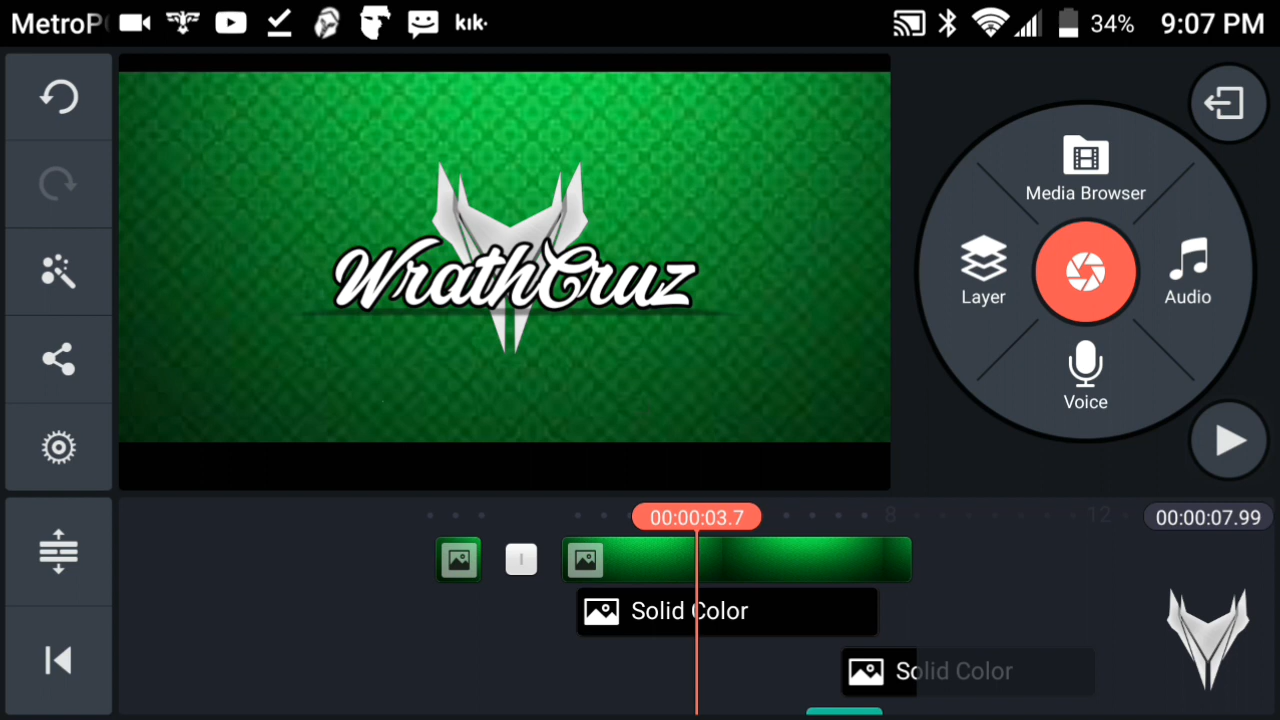 MetroPC
kik·
34%
9:07 PM
WrathCruz
Media Browser
Layer
Audio
Voice
00:00:03.7
8
12
00:00:07.99
Solid Color
Solid Color